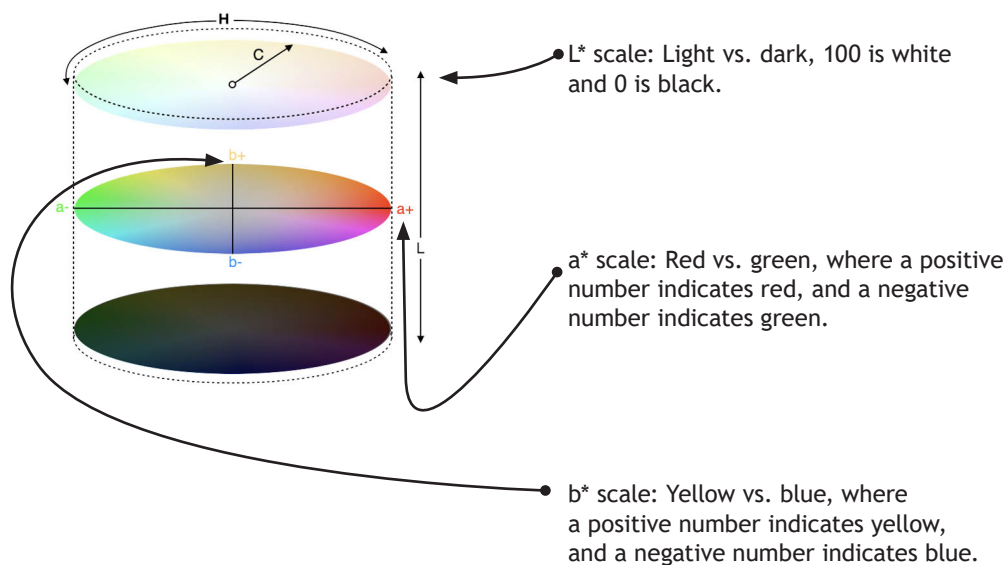 H
C
L* scale: Light vs. dark, 100 is white
and 0 is black.
b+
a-
a+
L
b-
a* scale: Red vs. green, where a positive
number indicates red, and a negative
number indicates green.
b* scale: Yellow vs. blue, where
a positive number indicates yellow,
and a negative number indicates blue.